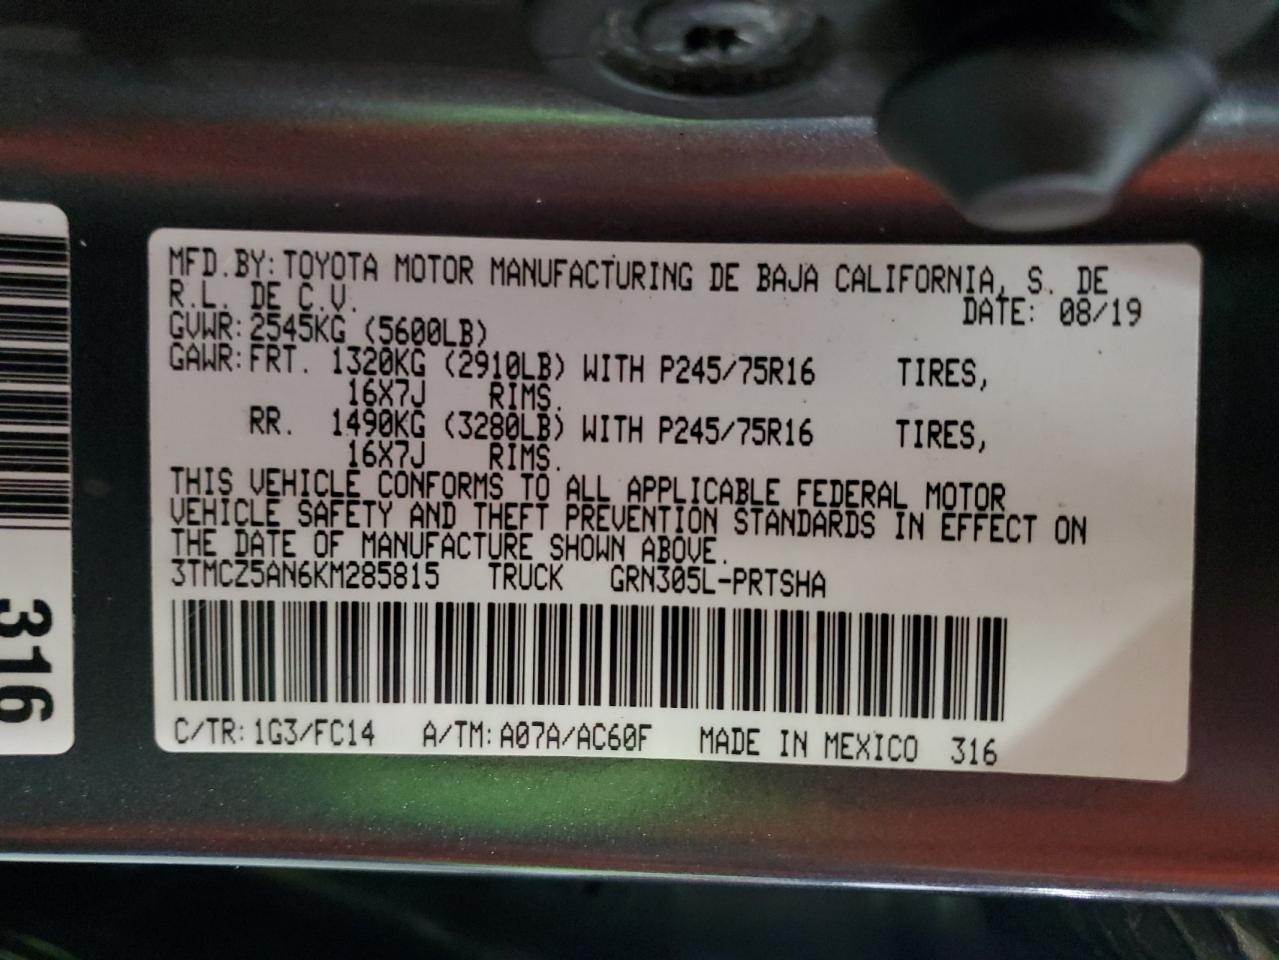 MFD.BY:TOYOTA MOTOR MANUFACTURING DE BAJA CALIFORNIA, S. DE
R.L. DE C.V.
DATE: 08/19
GVWR:2545KG (5600LB)
GAWR:FRT. 1320KG (2910LB) WITH P245/75R16 TIRES,
16X7J RIMS.
RR. 1490KG (3280LB) WITH P245/75R16 TIRES,
16X7J RIMS.
THIS VEHICLE CONFORMS TO ALL APPLICABLE FEDERAL MOTOR
VEHICLE SAFETY AND THEFT PREVENTION STANDARDS IN EFFECT ON
THE DATE OF MANUFACTURE SHOWN ABOVE.
3TMCZ5AN6KM285815 TRUCK GRN305L-PRTSHA
C/TR:1G3/FC14 A/TM:A07A/AC60F MADE IN MEXICO 316
316